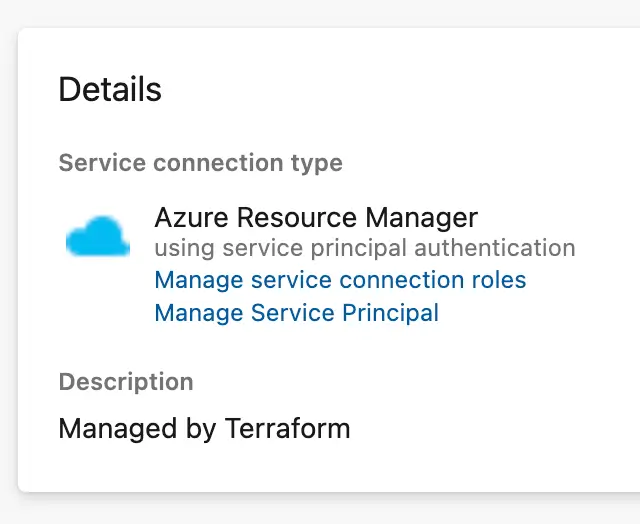 Details
Service connection type
Azure Resource Manager
using service principal authentication
Manage service connection roles
Manage Service Principal
Description
Managed by Terraform